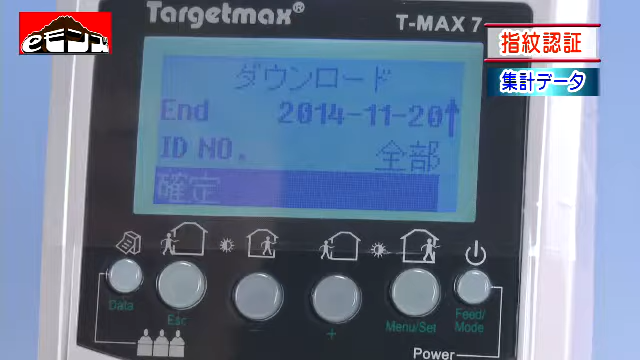 eモンズ
Targetmax®
T-MAX 7
指紋認証
集計データ
ダウンロード
End 2014-11-20
ID NO. 全部
確定
Data
Esc
−
+
Menu/Set
Feed/
Mode
Power